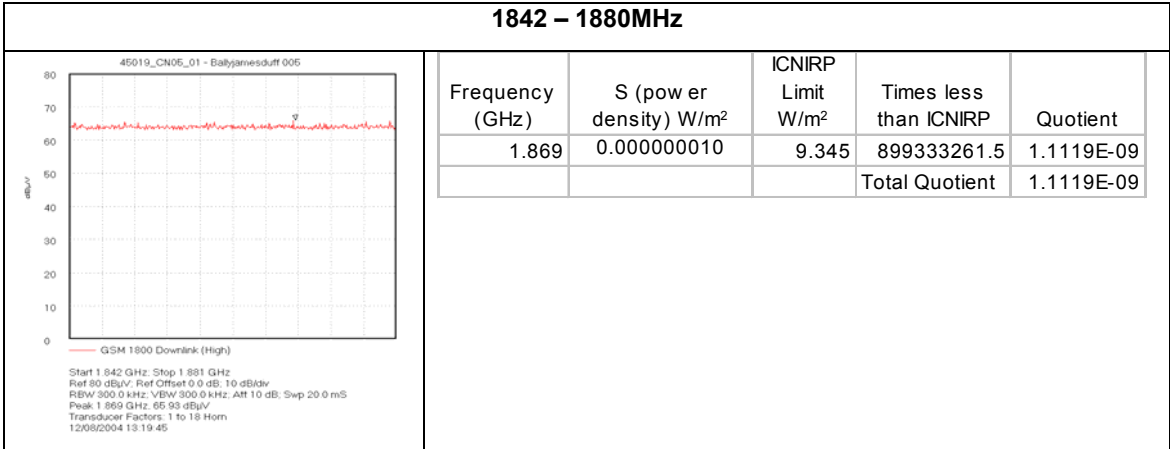 1842 – 1880MHz
45019_CN05_01 - Ballyjamesduff 005
80
70
60
50
40
30
20
10
0
dBµV
GSM 1800 Downlink (High)
Start 1.842 GHz; Stop 1.881 GHz
Ref 80 dBµV; Ref Offset 0.0 dB; 10 dB/div
RBW 300.0 kHz; VBW 300.0 kHz; Att 10 dB; Swp 20.0 mS
Peak 1.869 GHz, 65.93 dBµV
Transducer Factors: 1 to 18 Horn
12/08/2004 13:19:45
Frequency (GHz) S (pow er density) W/m² ICNIRP Limit W/m² Times less than ICNIRP Quotient
1.869 0.000000010 9.345 899333261.5 1.1119E-09
Total Quotient 1.1119E-09